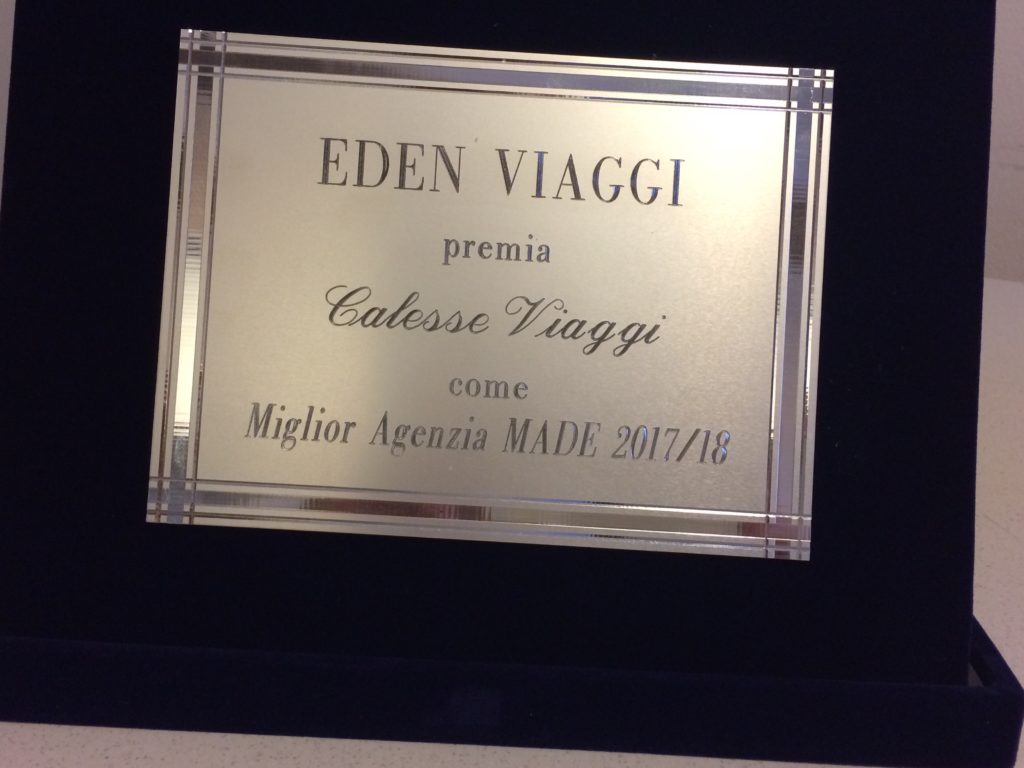 EDEN VIAGGI
premia
Calesse Viaggi
come
Miglior Agenzia MADE 2017/18